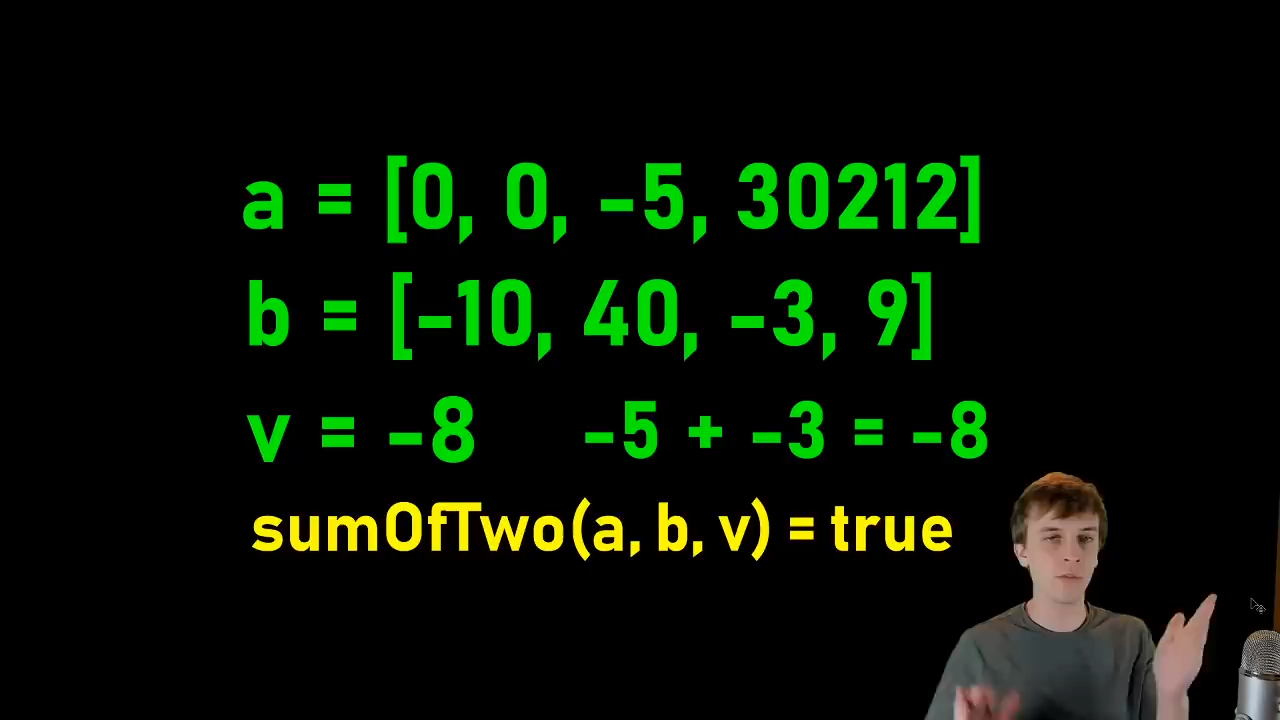 a = [0, 0, -5, 30212]
b = [-10, 40, -3, 9]
v = -8 -5 + -3 = -8
sumOfTwo(a, b, v) = true